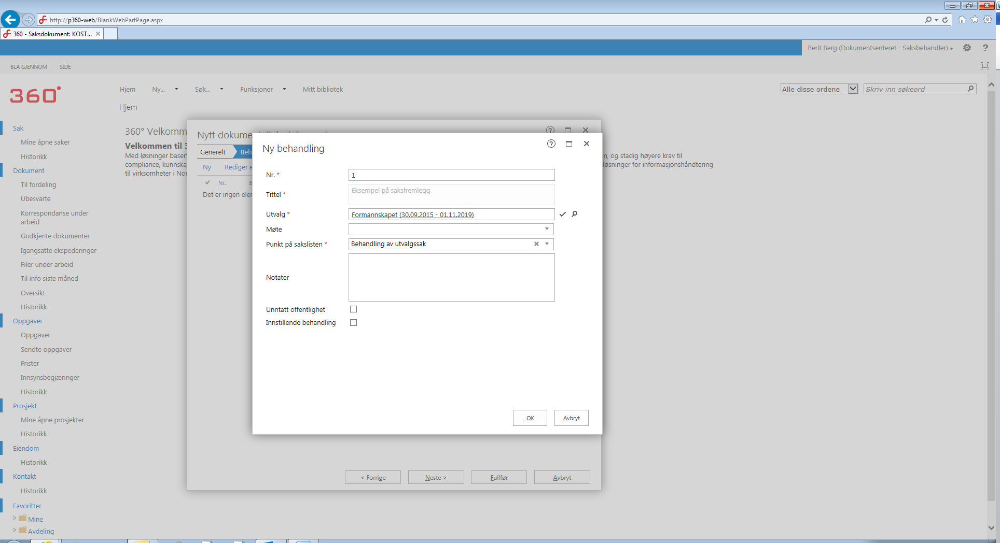 http://p360-web/BlankWebPartPage.aspx
360 - Saksdokument: KOST...
Berit Berg (Dokumentsenteret - Saksbehandler)
?
BLA GJENNOM SIDE
360°
Hjem Ny... Søk... Funksjoner Mitt bibliotek
Alle disse ordene
Skriv inn søkeord
Hjem
Sak
Mine åpne saker
Historikk
Dokument
Til fordeling
Ubesvarte
Korrespondanse under
arbeid
Godkjente dokumenter
Igangsatte ekspederinger
Filer under arbeid
Til info siste måned
Oversikt
Historikk
Oppgaver
Oppgaver
Sendte oppgaver
Frister
Innsynsbegjæringer
Historikk
Prosjekt
Mine åpne prosjekter
Historikk
Eiendom
Historikk
Kontakt
Historikk
Favoritter
Mine
Avdeling
360° Velkomm
Velkommen til 3
Med løsninger baser
compliance, kunnska
til virksomheter i Nor
n, og stadig høyere krav til
løsninger for informasjonshåndtering
Nytt dokume
Generelt Beh
Ny Rediger e
Nr. B
Det er ingen eler
Ny behandling
Nr. * 1
Tittel * Eksempel på saksfremlegg
Utvalg * Formannskapet (30.09.2015 - 01.11.2019)
Møte
Punkt på sakslisten * Behandling av utvalgssak
Notater
Unntatt offentlighet
Innstillende behandling
OK Avbryt
< Forrige Neste > Fullfør Avbryt